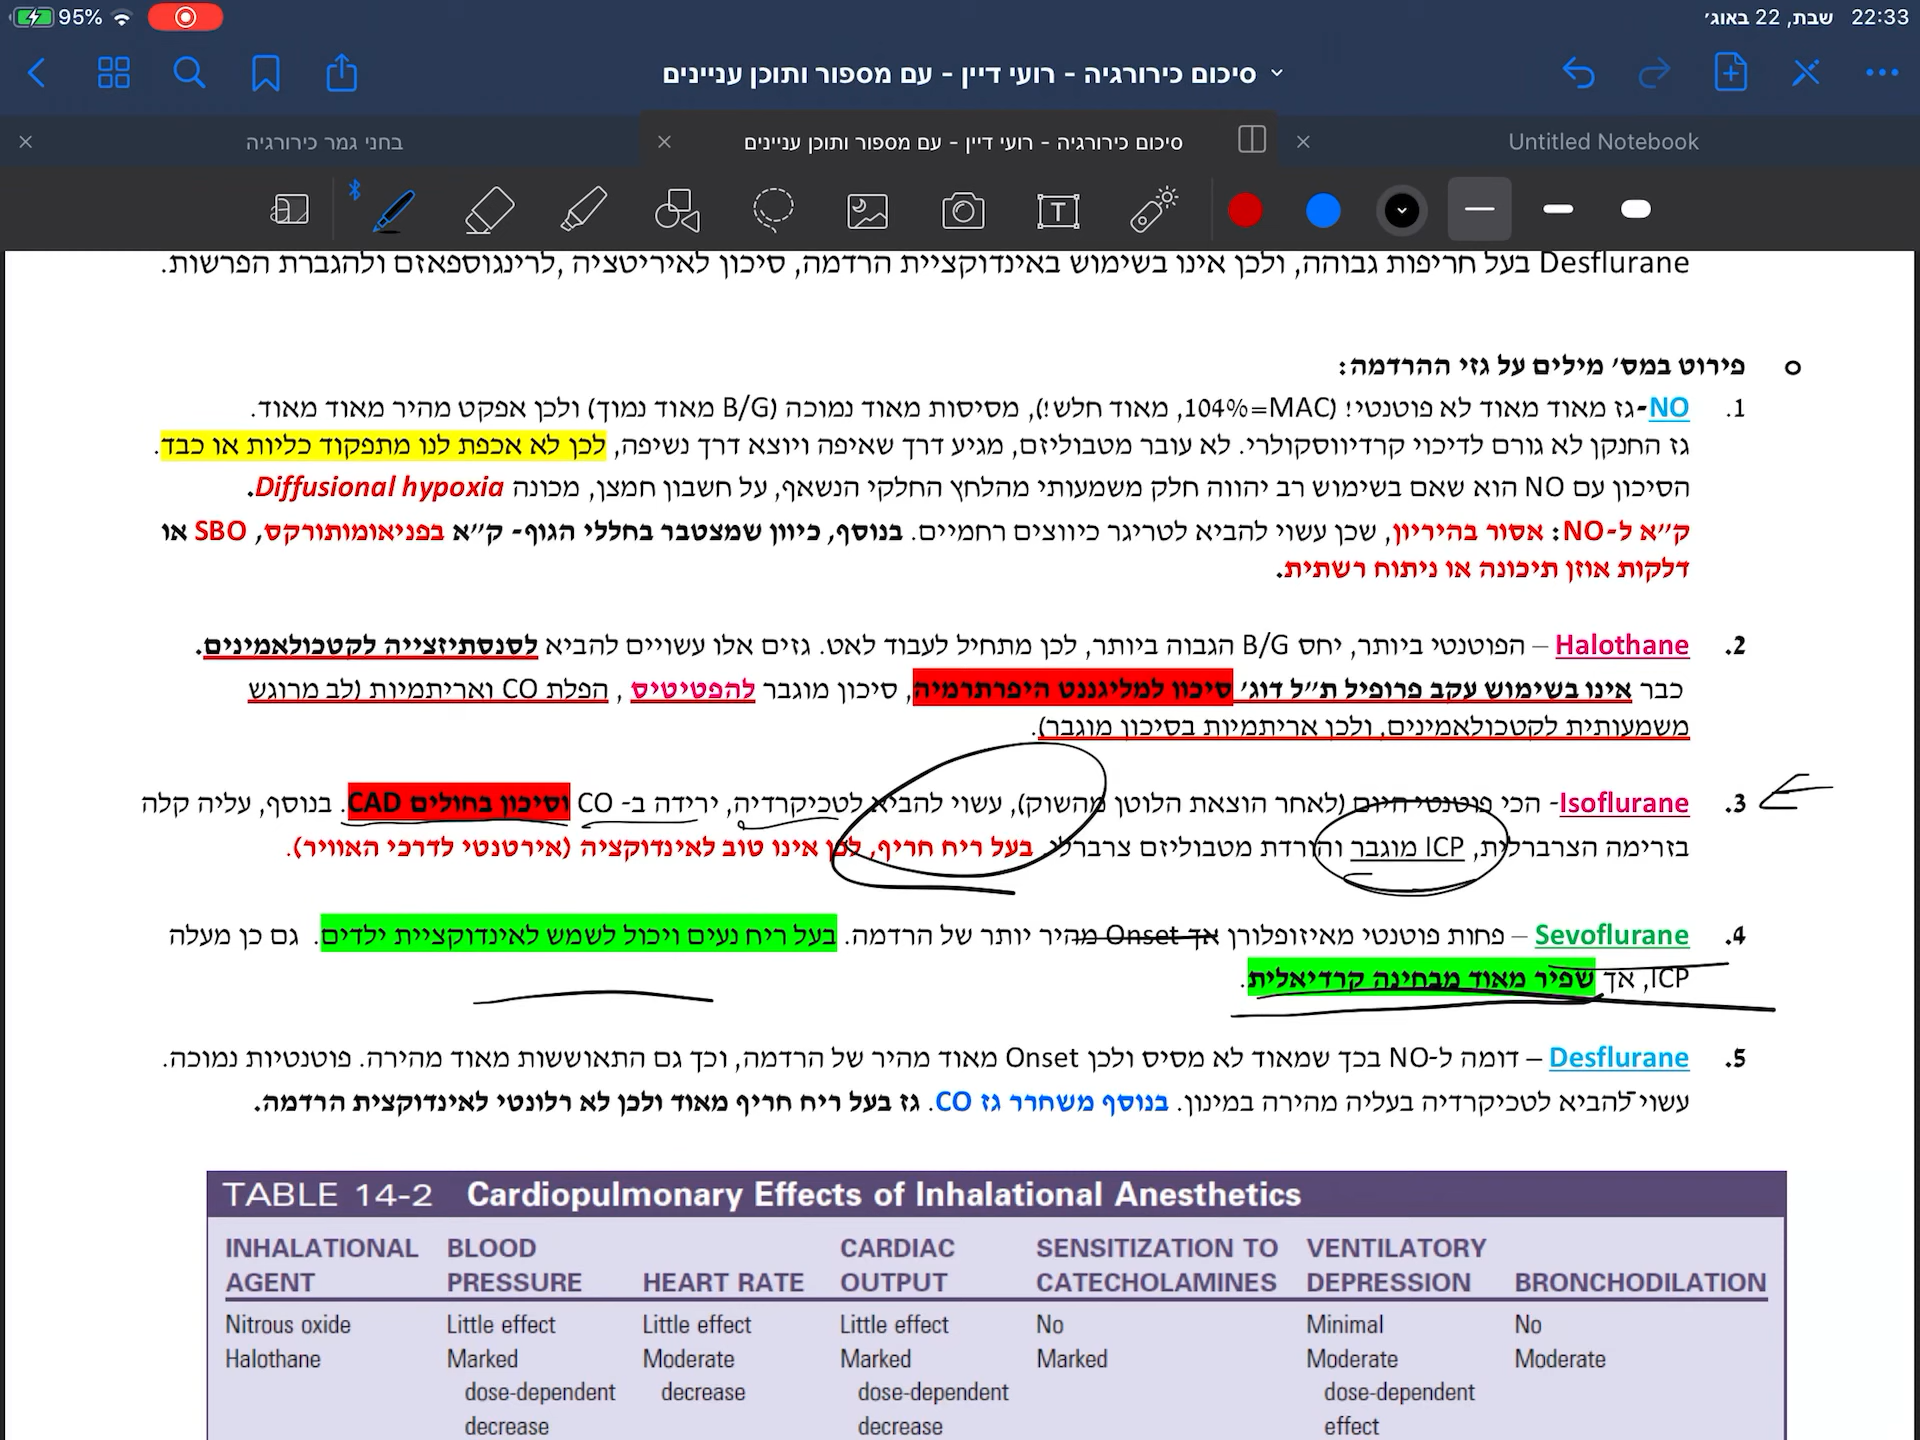 95%
שבת, 22 באוג׳ 22:33
סיכום כירורגיה - רועי דיין - עם מספור ותוכן עניינים
בחני גמר כירורגיה
סיכום כירורגיה - רועי דיין - עם מספור ותוכן עניינים
Untitled Notebook
Desflurane בעל חריפות גבוהה, ולכן אינו בשימוש באינדוקציית הרדמה, סיכון לאיריטציה ,לרינגוספאזם ולהגברת הפרשות.
o פירוט במס׳ מילים על גזי ההרדמה:
1. NO-גז מאוד מאוד לא פוטנטי! (MAC=104%, מאוד חלש!), מסיסות מאוד נמוכה (B/G מאוד נמוך) ולכן אפקט מהיר מאוד מאוד.
גז החנקן לא גורם לדיכוי קרדיווסקולרי. לא עובר מטבוליזם, מגיע דרך שאיפה ויוצא דרך נשיפה, לכן לא אכפת לנו מתפקוד כליות או כבד.
הסיכון עם NO הוא שאם בשימוש רב יהווה חלק משמעותי מהלחץ החלקי הנשאף, על חשבון חמצן, מכונה Diffusional hypoxia.
ק״א ל-NO: אסור בהיריון, שכן עשוי להביא לטריגר כיווצים רחמיים. בנוסף, כיוון שמצטבר בחללי הגוף- ק״א בפניאומותורקס, SBO או
דלקות אוזן תיכונה או ניתוח רשתית.
2. Halothane – הפוטנטי ביותר, יחס B/G הגבוה ביותר, לכן מתחיל לעבוד לאט. גזים אלו עשויים להביא לסנסתיזצייה לקטכולאמינים.
כבר אינו בשימוש עקב פרופיל ת״ל דוג׳ סיכון למליגננט היפרתרמיה, סיכון מוגבר להפטיטיס , הפלת CO ואריתמיות (לב מרוגש
משמעותית לקטכולאמינים, ולכן אריתמיות בסיכון מוגבר).
3. Isoflurane- הכי פוטנטי היום (לאחר הוצאת הלוטן מהשוק), עשוי להביא לטכיקרדיה, ירידה ב- CO וסיכון בחולים CAD. בנוסף, עליה קלה
בזרימה הצרברלית, ICP מוגבר והורדת מטבוליזם צרברלי. בעל ריח חריף, לכן אינו טוב לאינדוקציה (אירטנטי לדרכי האוויר).
4. Sevoflurane – פחות פוטנטי מאיזופלורן אך Onset מהיר יותר של הרדמה. בעל ריח נעים ויכול לשמש לאינדוקציית ילדים. גם כן מעלה
ICP, אך שפיר מאוד מבחינה קרדיאלית.
5. Desflurane – דומה ל-NO בכך שמאוד לא מסיס ולכן Onset מאוד מהיר של הרדמה, וכך גם התאוששות מאוד מהירה. פוטנטיות נמוכה.
עשוי להביא לטכיקרדיה בעליה מהירה במינון. בנוסף משחרר גז CO. גז בעל ריח חריף מאוד ולכן לא רלונטי לאינדוקצית הרדמה.
TABLE 14-2 Cardiopulmonary Effects of Inhalational Anesthetics
INHALATIONAL BLOOD CARDIAC SENSITIZATION TO VENTILATORY
AGENT PRESSURE HEART RATE OUTPUT CATECHOLAMINES DEPRESSION BRONCHODILATION
Nitrous oxide Little effect Little effect Little effect No Minimal No
Halothane Marked Moderate Marked Marked Moderate Moderate
dose-dependent decrease dose-dependent dose-dependent
decrease decrease effect